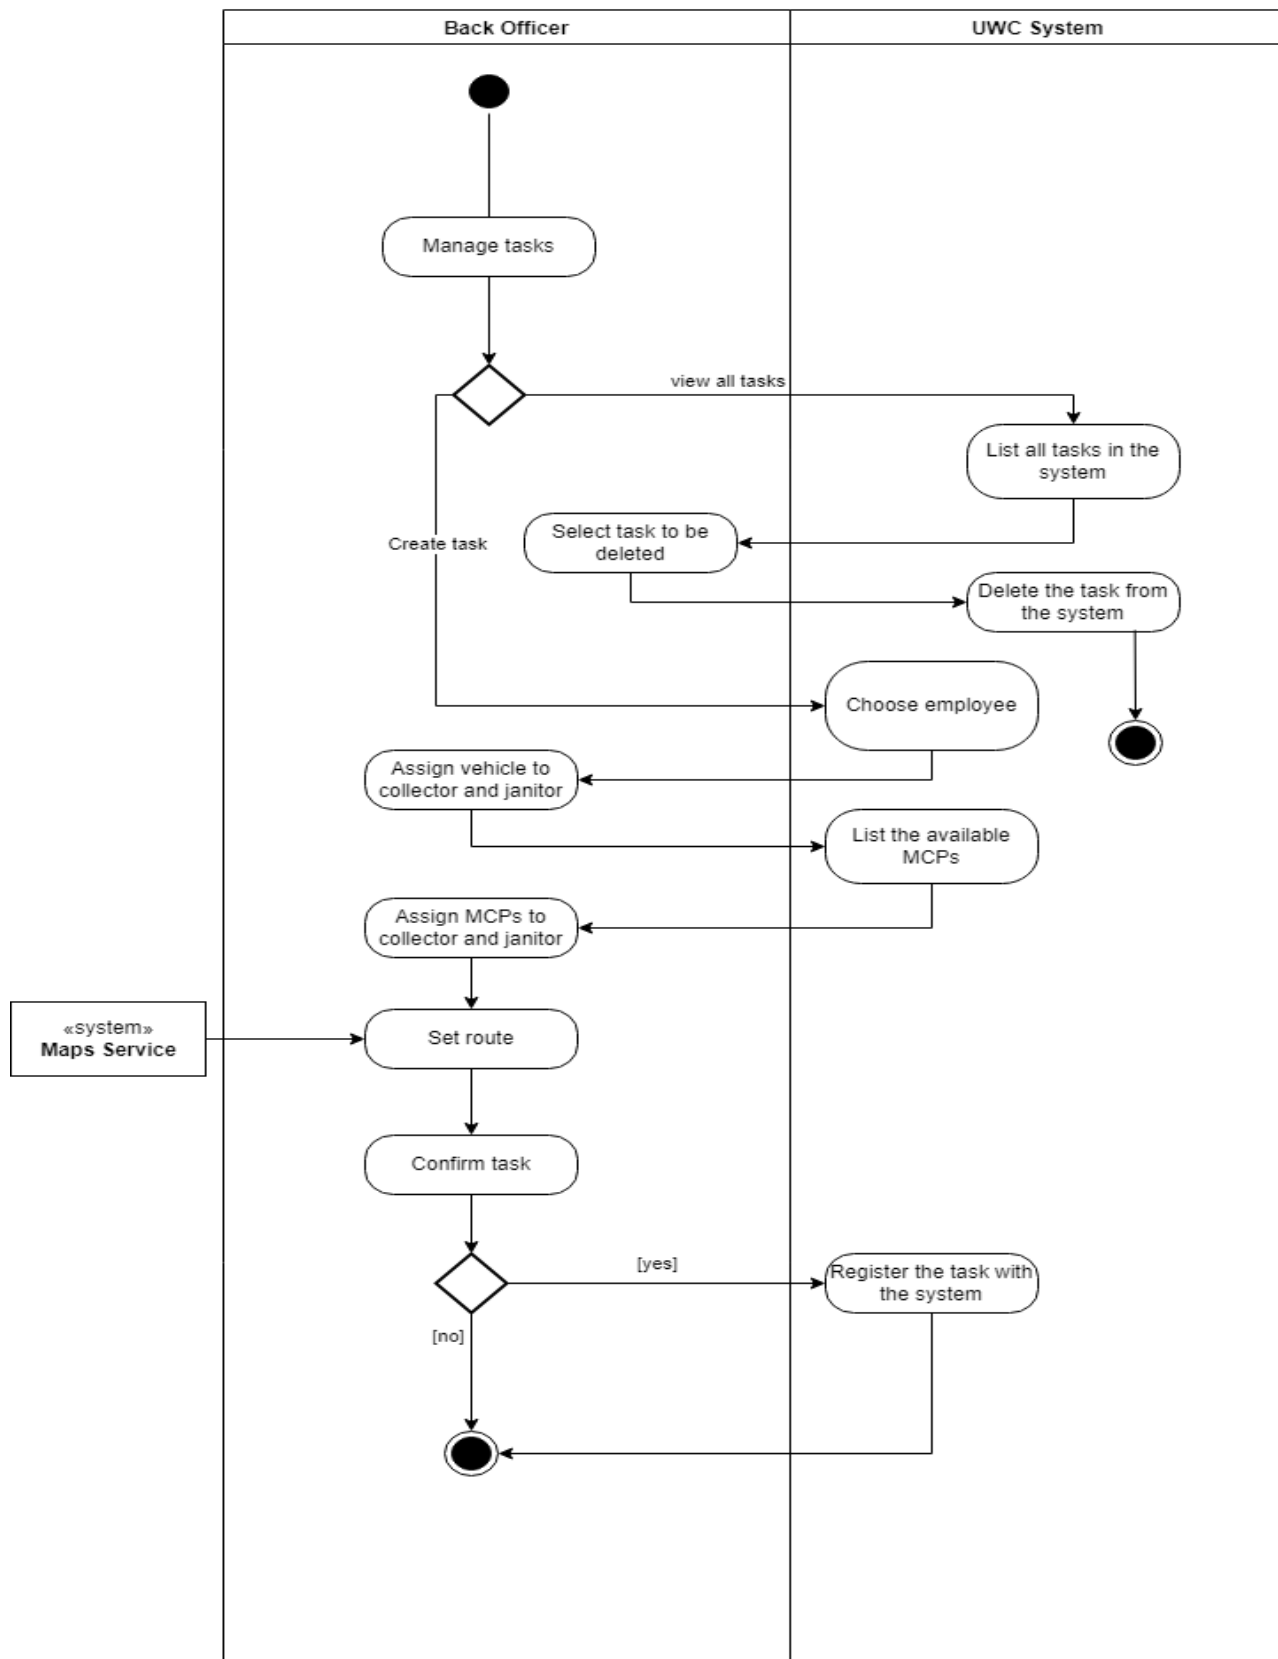 Back Officer
UWC System
Manage tasks
view all tasks
List all tasks in the
system
Create task
Select task to be
deleted
Delete the task from
the system
Choose employee
Assign vehicle to
collector and janitor
List the available
MCPs
Assign MCPs to
collector and janitor
«system»
Maps Service
Set route
Confirm task
[yes]
Register the task with
the system
[no]